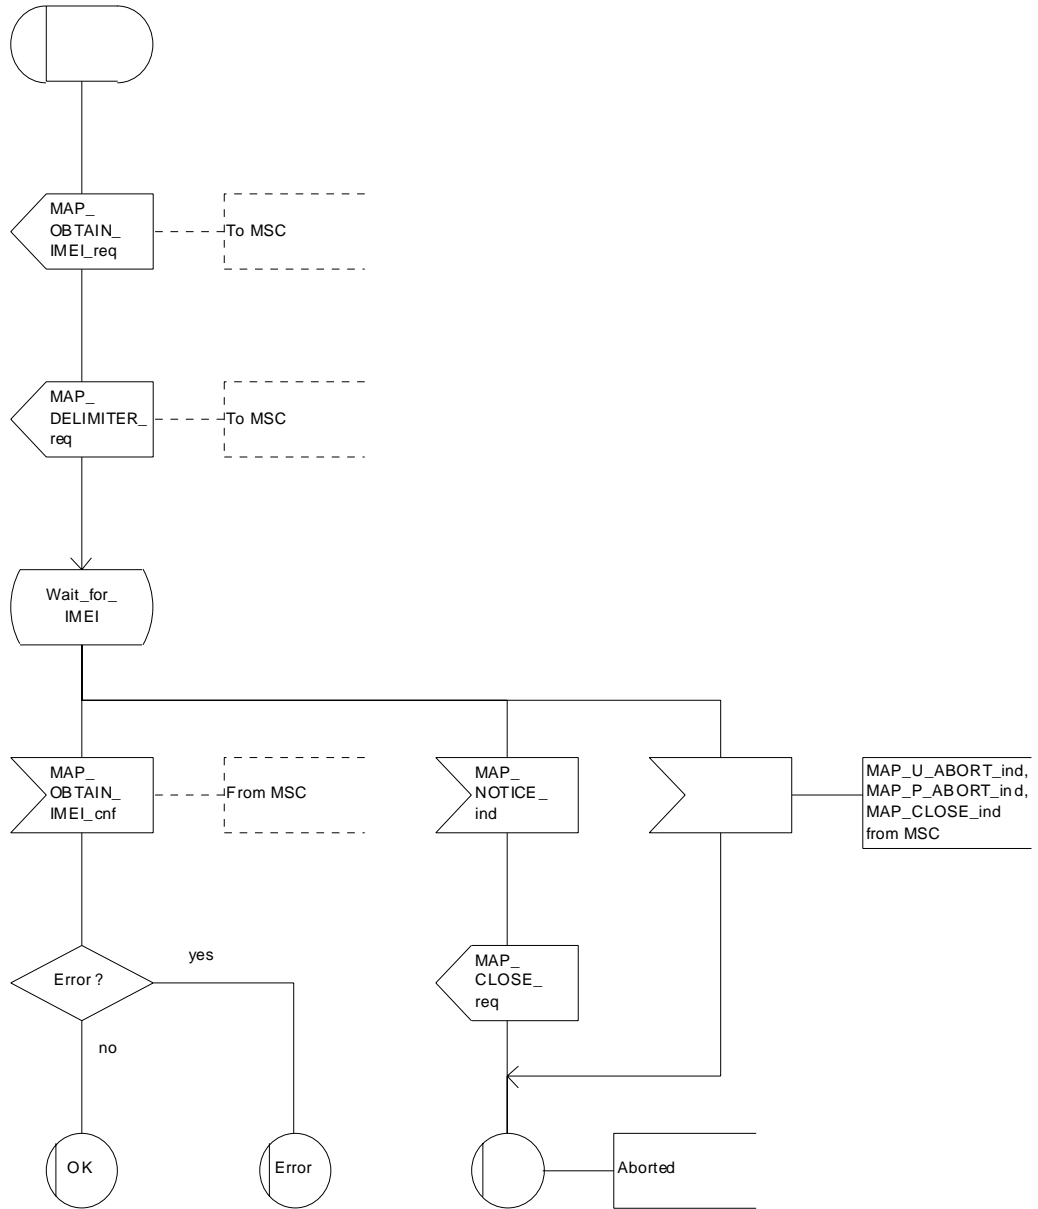 MAP_
OBTAIN_
IMEI_req
To MSC
MAP_
DELIMITER_
req
To MSC
Wait_for_
IMEI
MAP_
OBTAIN_
IMEI_cnf
From MSC
MAP_
NOTICE_
ind
MAP_U_ABORT_ind,
MAP_P_ABORT_ind,
MAP_CLOSE_ind
from MSC
Error ?
yes
no
MAP_
CLOSE_
req
OK
Error
Aborted